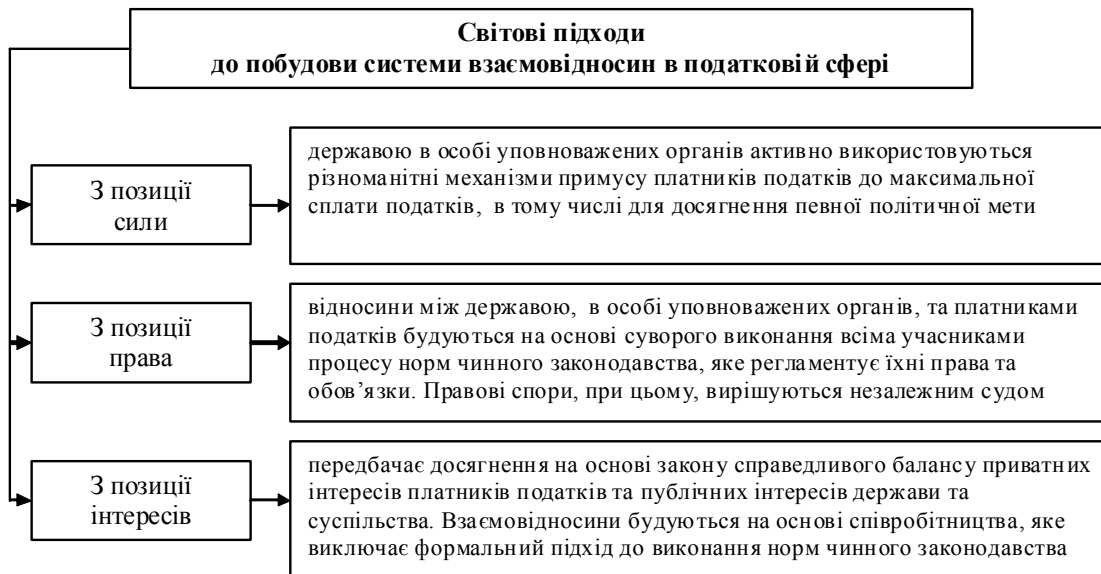 Світові підходи
до побудови системи взаємовідносин в податковій сфері
З позиції
сили
державою в особі уповноважених органів активно використовуються
різноманітні механізми примусу платників податків до максимальної
сплати податків, в тому числі для досягнення певної політичної мети
З позиції
права
відносини між державою, в особі уповноважених органів, та платниками
податків будуються на основі суворого виконання всіма учасниками
процесу норм чинного законодавства, яке регламентує їхні права та
обов’язки. Правові спори, при цьому, вирішуються незалежним судом
З позиції
інтересів
передбачає досягнення на основі закону справедливого балансу приватних
інтересів платників податків та публічних інтересів держави та
суспільства. Взаємовідносини будуються на основі співробітництва, яке
виключає формальний підхід до виконання норм чинного законодавства